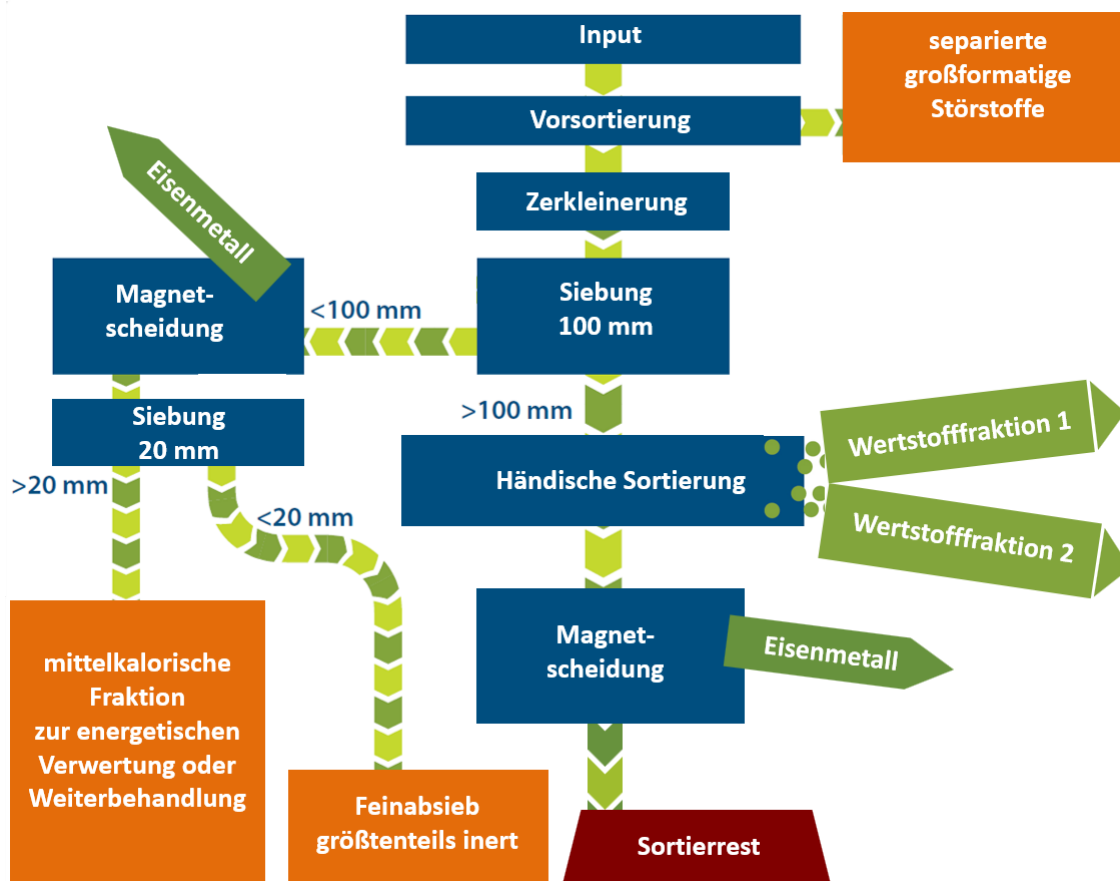 Input
separierte
großformatige
Störstoffe
Vorsortierung
Eisenmetall
Zerkleinerung
Magnet-
scheidung
<100 mm
Siebung
100 mm
>100 mm
Siebung
20 mm
Wertstofffraktion 1
Händische Sortierung
Wertstofffraktion 2
>20 mm
<20 mm
Magnet-
scheidung
Eisenmetall
mittelkalorische
Fraktion
zur energetischen
Verwertung oder
Weiterbehandlung
Feinabsieb
größtenteils inert
Sortierrest